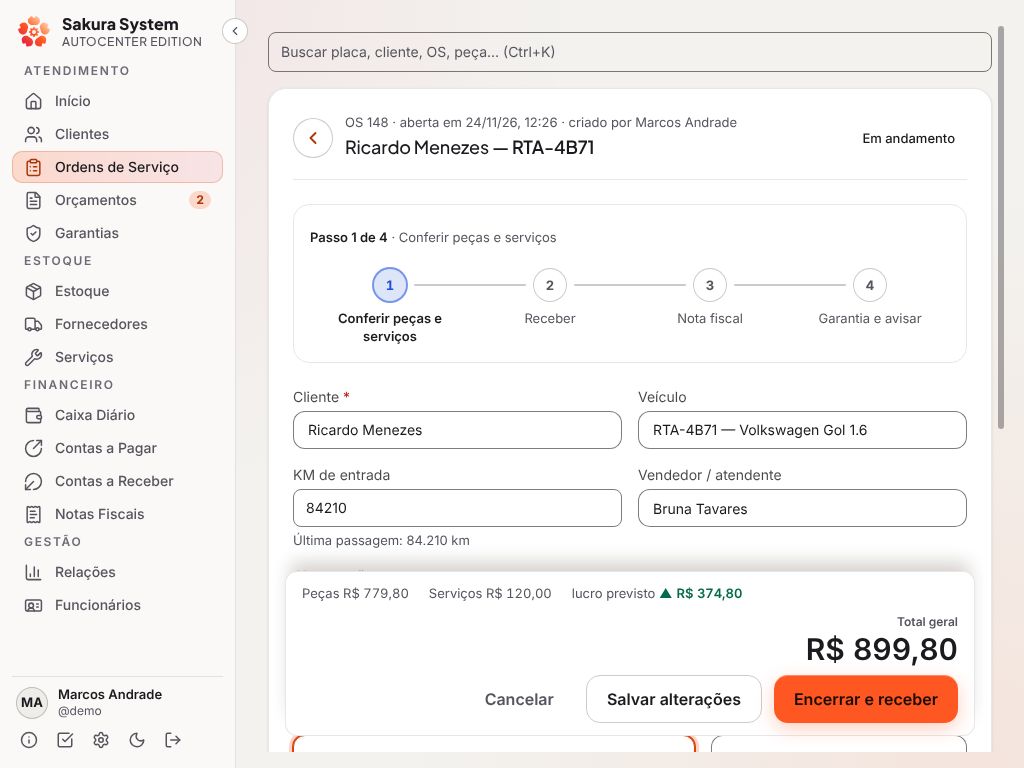 Sakura System
AUTOCENTER EDITION
ATENDIMENTO
Início
Clientes
Ordens de Serviço
Orçamentos 2
Garantias
ESTOQUE
Estoque
Fornecedores
Serviços
FINANCEIRO
Caixa Diário
Contas a Pagar
Contas a Receber
Notas Fiscais
GESTÃO
Relações
Funcionários
MA
Marcos Andrade
@demo
Buscar placa, cliente, OS, peça... (Ctrl+K)
OS 148 · aberta em 24/11/26, 12:26 · criado por Marcos Andrade
Ricardo Menezes — RTA-4B71
Em andamento
Passo 1 de 4 · Conferir peças e serviços
1 2 3 4
Conferir peças e serviços
Receber
Nota fiscal
Garantia e avisar
Cliente *
Ricardo Menezes
Veículo
RTA-4B71 — Volkswagen Gol 1.6
KM de entrada
84210
Última passagem: 84.210 km
Vendedor / atendente
Bruna Tavares
Peças R$ 779,80 Serviços R$ 120,00 lucro previsto ▲ R$ 374,80
Total geral
R$ 899,80
Cancelar
Salvar alterações
Encerrar e receber